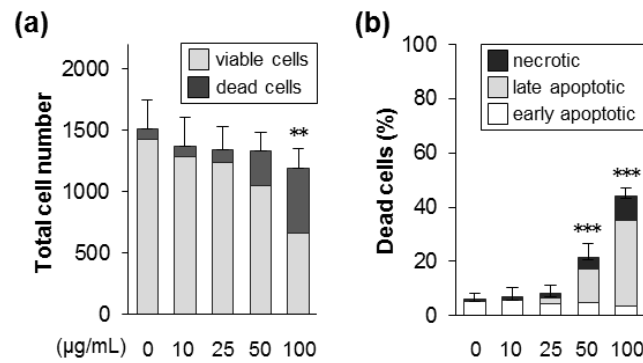 (a)
Total cell number
2000
1500
1000
500
0
viable cells
dead cells
**
(μg/mL) 0 10 25 50 100
(b)
Dead cells (%)
100
80
60
40
20
0
necrotic
late apoptotic
early apoptotic
***
***
0 10 25 50 100